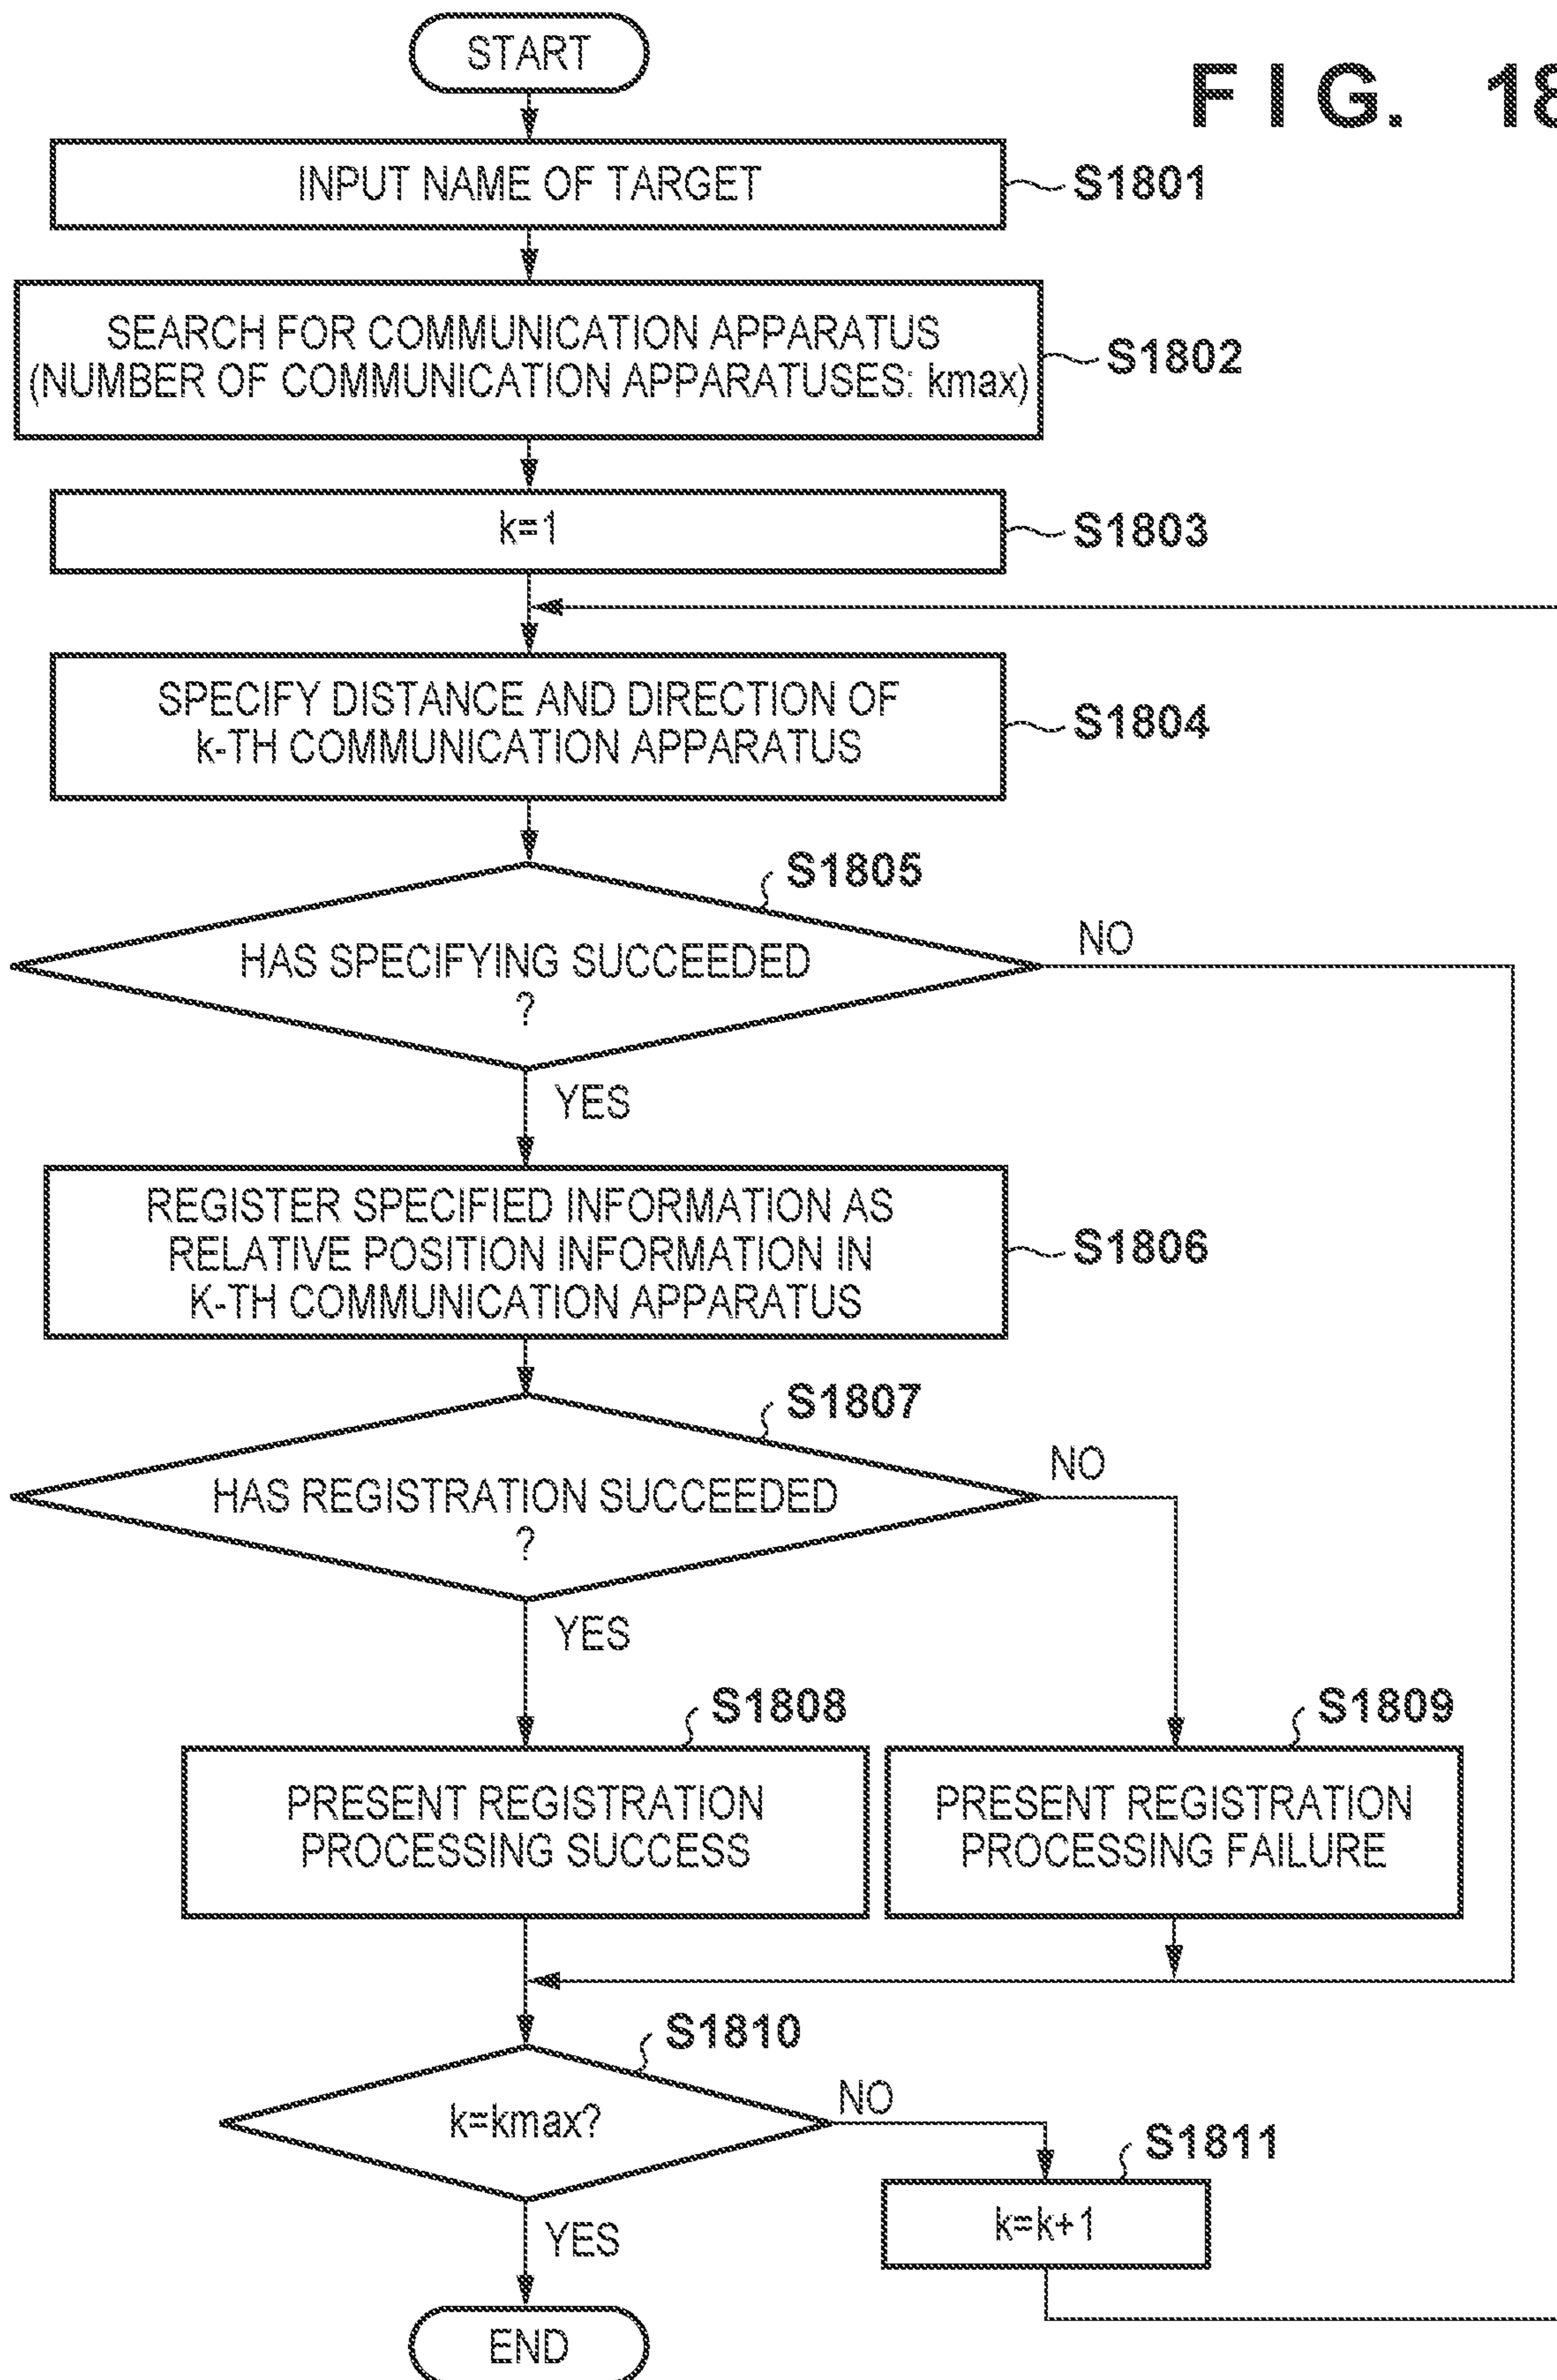 START
F I G. 18
INPUT NAME OF TARGET
S1801
SEARCH FOR COMMUNICATION APPARATUS
(NUMBER OF COMMUNICATION APPARATUSES: kmax)
S1802
k=1
S1803
SPECIFY DISTANCE AND DIRECTION OF
k-TH COMMUNICATION APPARATUS
S1804
S1805
HAS SPECIFYING SUCCEEDED
?
NO
YES
REGISTER SPECIFIED INFORMATION AS
RELATIVE POSITION INFORMATION IN
K-TH COMMUNICATION APPARATUS
S1806
S1807
HAS REGISTRATION SUCCEEDED
?
NO
YES
S1808
PRESENT REGISTRATION
PROCESSING SUCCESS
S1809
PRESENT REGISTRATION
PROCESSING FAILURE
S1810
k=kmax?
NO
S1811
k=k+1
YES
END